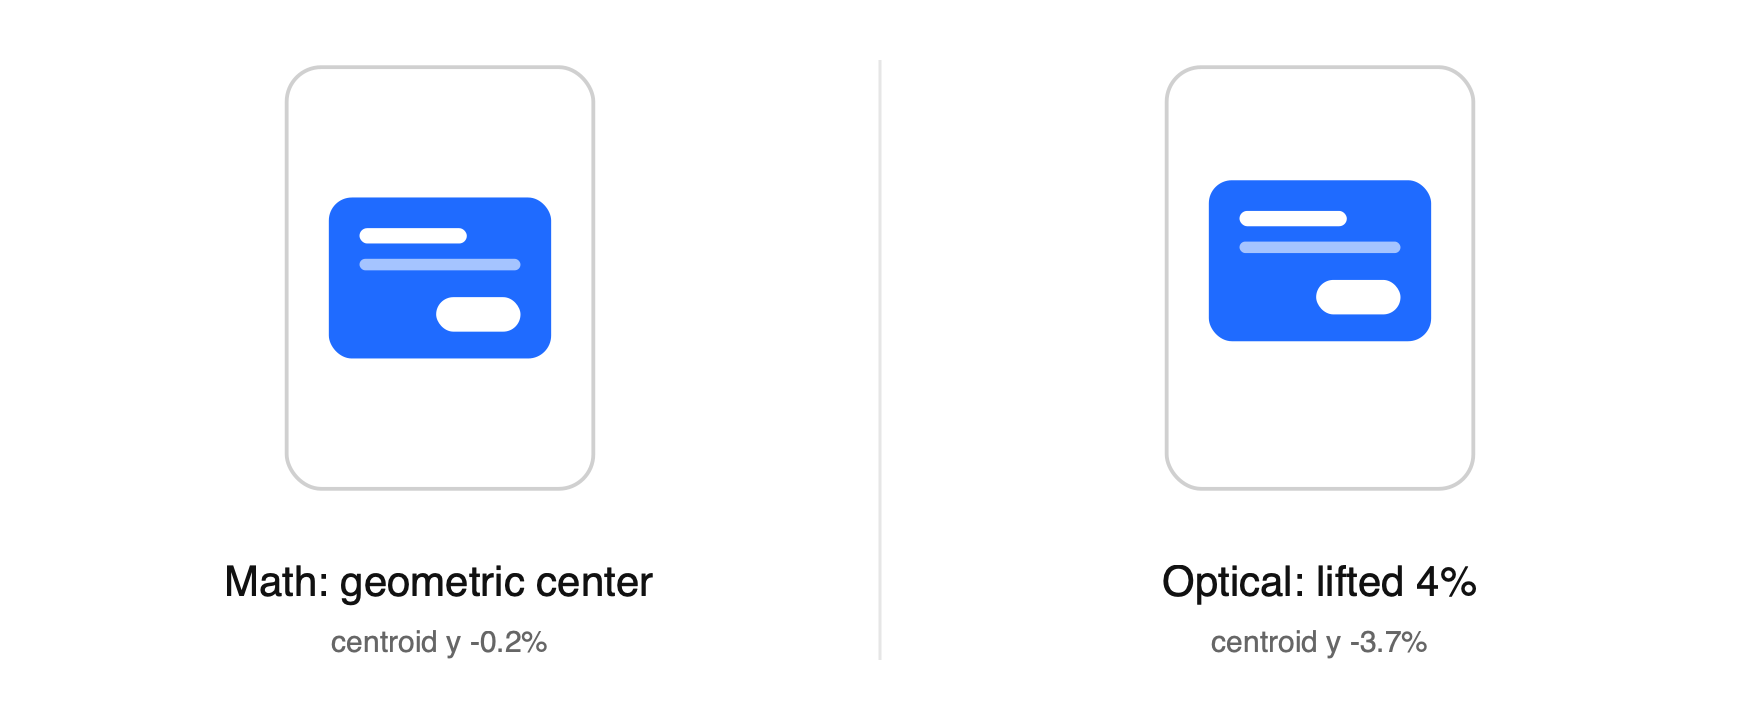 Math: geometric center
centroid y -0.2%
Optical: lifted 4%
centroid y -3.7%